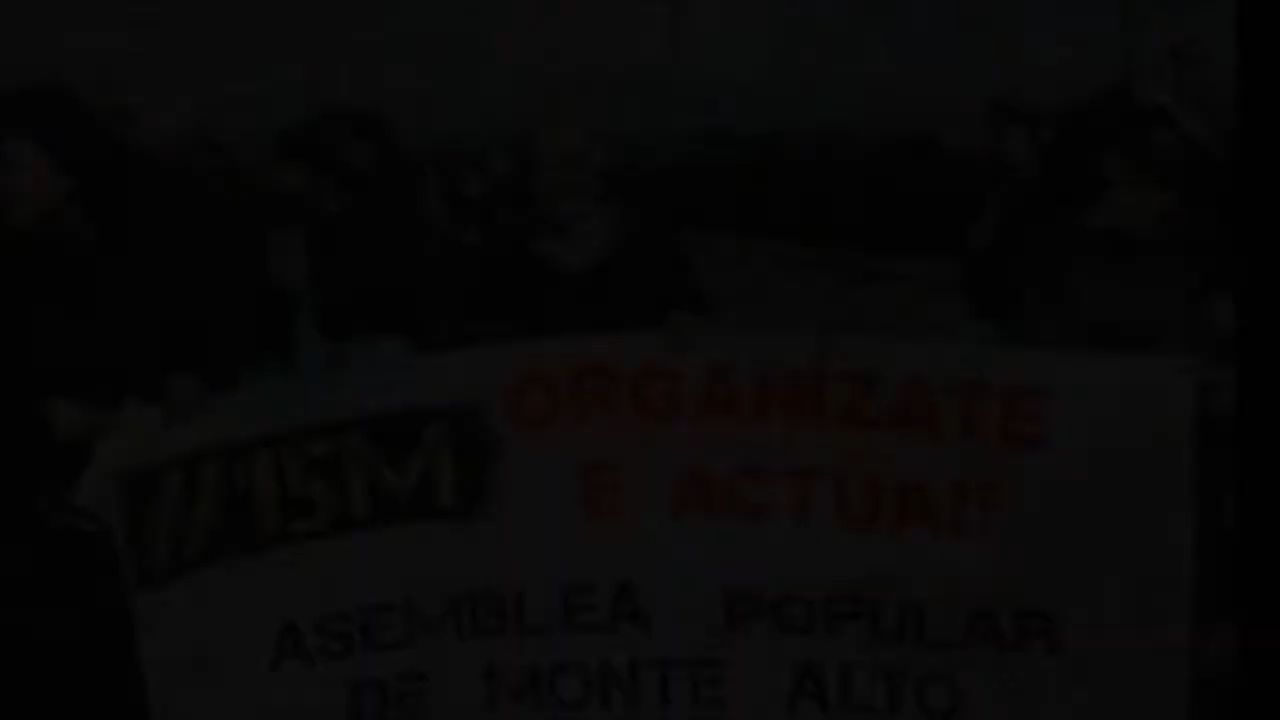 ORGANÍZATE
E ACTÚA!!
//15M
ASEMBLEA POPULAR
DE MONTE ALTO